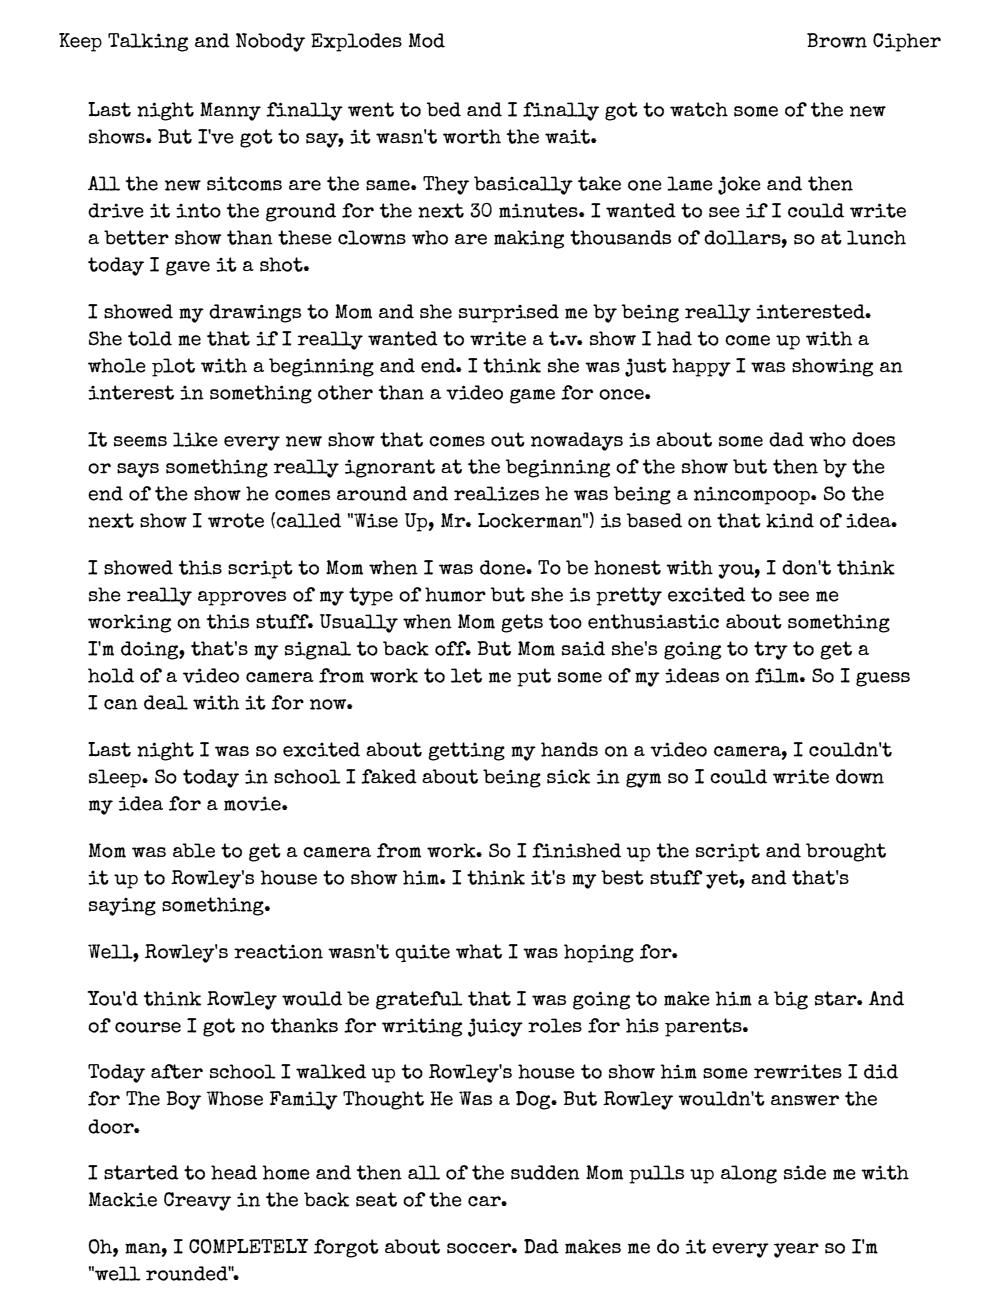 Keep Talking and Nobody Explodes Mod
Brown Cipher
Last night Manny finally went to bed and I finally got to watch some of the new
shows. But I've got to say, it wasn't worth the wait.
All the new sitcoms are the same. They basically take one lame joke and then
drive it into the ground for the next 30 minutes. I wanted to see if I could write
a better show than these clowns who are making thousands of dollars, so at lunch
today I gave it a shot.
I showed my drawings to Mom and she surprised me by being really interested.
She told me that if I really wanted to write a t.v. show I had to come up with a
whole plot with a beginning and end. I think she was just happy I was showing an
interest in something other than a video game for once.
It seems like every new show that comes out nowadays is about some dad who does
or says something really ignorant at the beginning of the show but then by the
end of the show he comes around and realizes he was being a nincompoop. So the
next show I wrote (called "Wise Up, Mr. Lockerman") is based on that kind of idea.
I showed this script to Mom when I was done. To be honest with you, I don't think
she really approves of my type of humor but she is pretty excited to see me
working on this stuff. Usually when Mom gets too enthusiastic about something
I'm doing, that's my signal to back off. But Mom said she's going to try to get a
hold of a video camera from work to let me put some of my ideas on film. So I guess
I can deal with it for now.
Last night I was so excited about getting my hands on a video camera, I couldn't
sleep. So today in school I faked about being sick in gym so I could write down
my idea for a movie.
Mom was able to get a camera from work. So I finished up the script and brought
it up to Rowley's house to show him. I think it's my best stuff yet, and that's
saying something.
Well, Rowley's reaction wasn't quite what I was hoping for.
You'd think Rowley would be grateful that I was going to make him a big star. And
of course I got no thanks for writing juicy roles for his parents.
Today after school I walked up to Rowley's house to show him some rewrites I did
for The Boy Whose Family Thought He Was a Dog. But Rowley wouldn't answer the
door.
I started to head home and then all of the sudden Mom pulls up along side me with
Mackie Creavy in the back seat of the car.
Oh, man, I COMPLETELY forgot about soccer. Dad makes me do it every year so I'm
"well rounded".